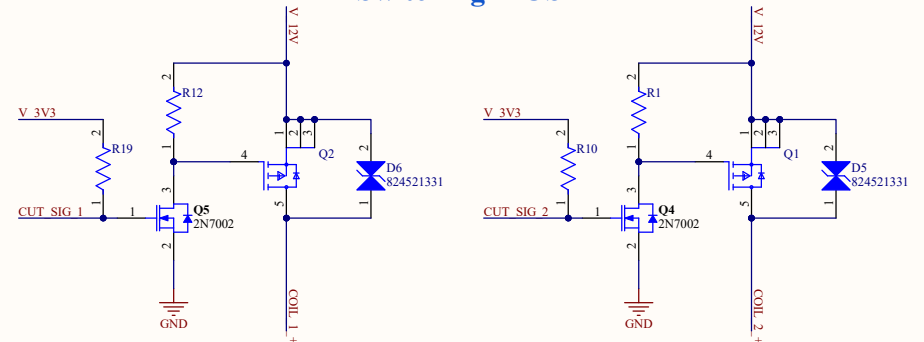 V_12V
V_12V
2
R12
1
2
R1
1
V_3V3
2
R19
1
V_3V3
2
R10
1
1
2
3
Q2
4
5
2
D6
824521331
1
1
2
3
Q1
4
5
2
D5
824521331
1
CUT_SIG_1
1
3
Q5
2N7002
2
CUT_SIG_2
1
3
Q4
2N7002
2
GND
COIL_1_+
GND
COIL_2_+